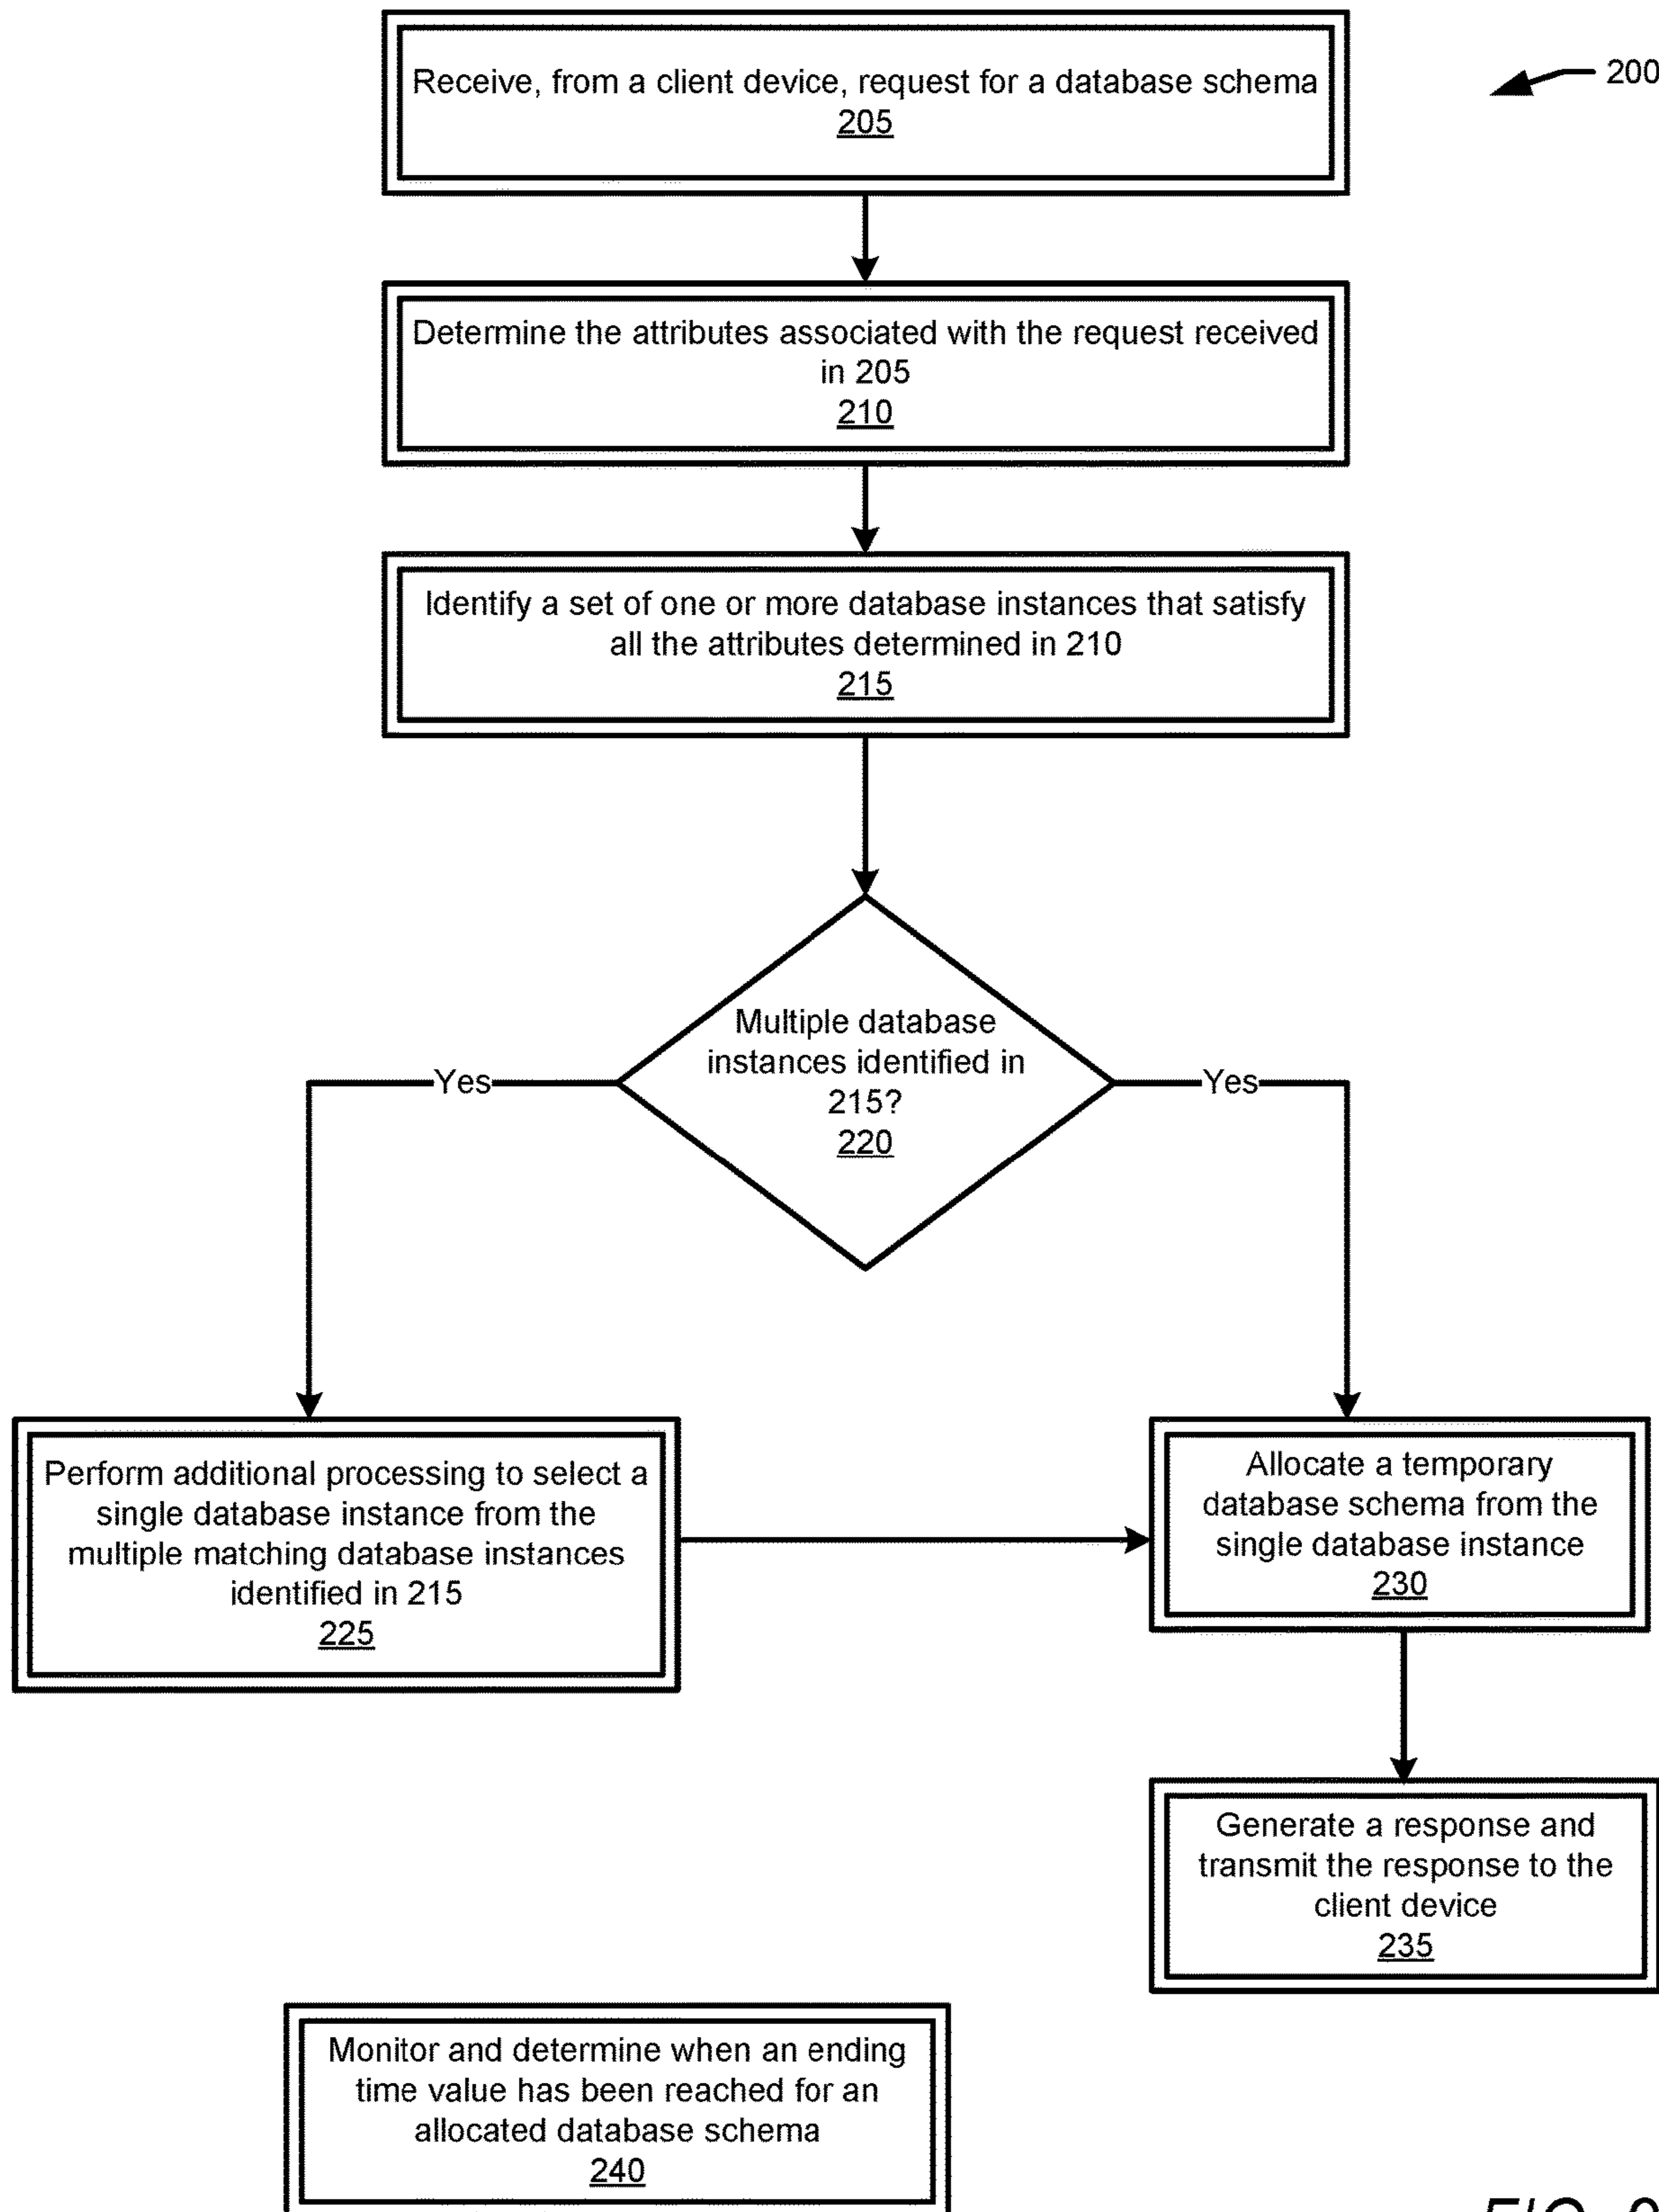 Receive, from a client device, request for a database schema
205
200
Determine the attributes associated with the request received
in 205
210
Identify a set of one or more database instances that satisfy
all the attributes determined in 210
215
Multiple database
instances identified in
215?
220
Yes
Yes
Perform additional processing to select a
single database instance from the
multiple matching database instances
identified in 215
225
Allocate a temporary
database schema from the
single database instance
230
Generate a response and
transmit the response to the
client device
235
Monitor and determine when an ending
time value has been reached for an
allocated database schema
240